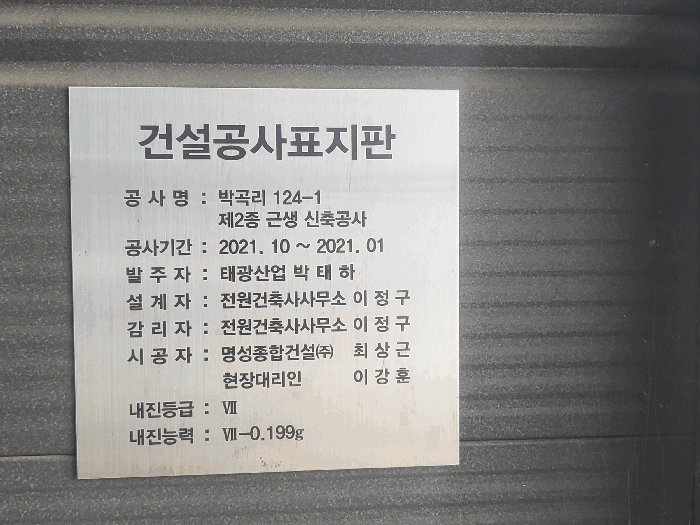 건설공사표지판
공 사 명 : 박곡리 124-1
제2종 근생 신축공사
공사기간 : 2021. 10 ~ 2021. 01
발 주 자 : 태광산업 박 태 하
설 계 자 : 전원건축사사무소 이 정 구
감 리 자 : 전원건축사사무소 이 정 구
시 공 자 : 명성종합건설㈜ 최 상 근
현장대리인 이 강 훈
내진등급 : Ⅶ
내진능력 : Ⅶ-0.199g